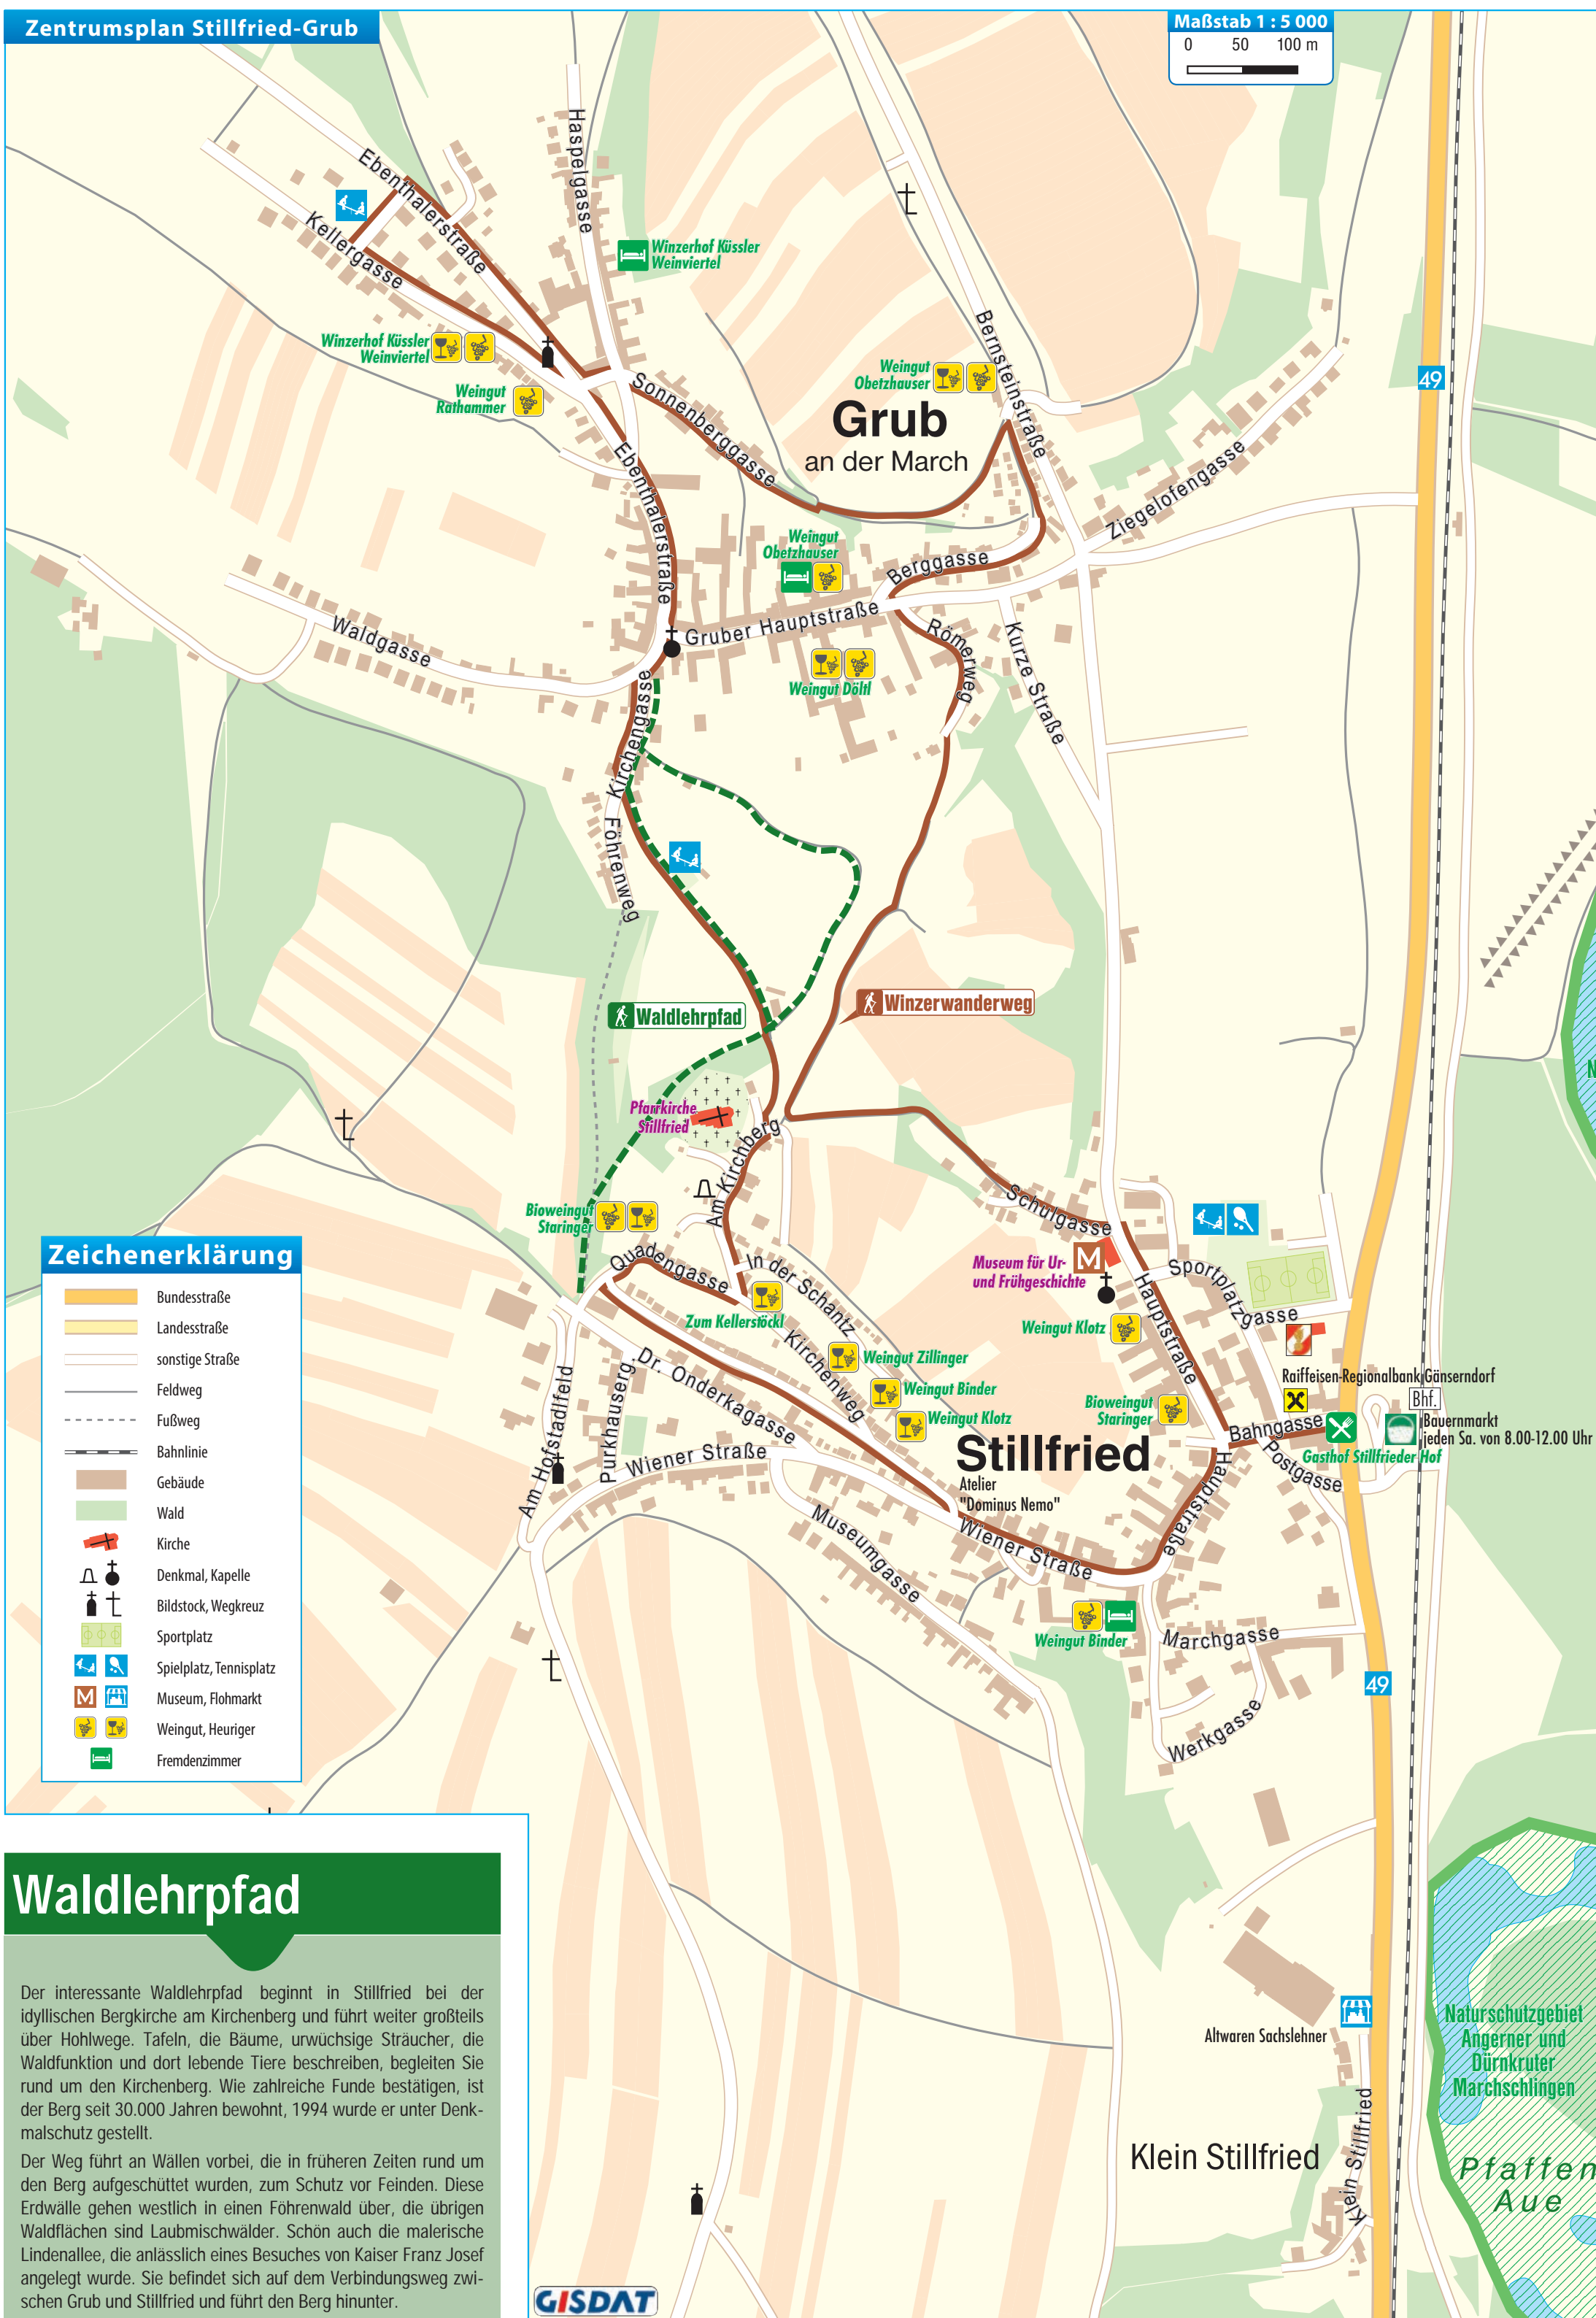 Zentrumsplan Stillfried-Grub
Maßstab 1 : 5 000
0 50 100 m
Ebenthalerstraße
Kellergasse
Haspelgasse
Winzerhof Küssler
Weinviertel
Winzerhof Küssler
Weinviertel
Weingut
Rathammer
Sonnenberggasse
Weingut
Obetzhauser
Bernsteinstraße
49
Grub
an der March
Ebenthalerstraße
Ziegelofengasse
Weingut
Obetzhauser
Berggasse
Gruber Hauptstraße
Waldgasse
Römerweg
Kurze Straße
Weingut Döltl
Kirchengasse
Föhrenweg
Waldlehrpfad
Winzerwanderweg
N
Pfarrkirche
Stillfried
Am Kirchberg
Bioweingut
Staringer
Schulgasse
Museum für Ur-
und Frühgeschichte
M
Sportplatzgasse
Quadengasse
In der Schantz
Zum Kellerstöckl
Kirchenweg
Weingut Klotz
Hauptstraße
Weingut Zillinger
Weingut Binder
Weingut Klotz
Raiffeisen-Regionalbank Gänserndorf
Bhf.
Bioweingut
Staringer
Bahngasse
Bauernmarkt
jeden Sa. von 8.00-12.00 Uhr
Gasthof Stillfrieder Hof
Postgasse
Dr. Onderkagasse
Am Hofstadlfeld
Purkhauserg.
Wiener Straße
Stillfried
Atelier
"Dominus Nemo"
Hauptstraße
Wiener Straße
Museumgasse
Weingut Binder
Marchgasse
49
Werkgasse
Zeichenerklärung
Bundesstraße
Landesstraße
sonstige Straße
Feldweg
Fußweg
Bahnlinie
Gebäude
Wald
Kirche
Denkmal, Kapelle
Bildstock, Wegkreuz
Sportplatz
Spielplatz, Tennisplatz
M Museum, Flohmarkt
Weingut, Heuriger
Fremdenzimmer
Altwaren Sachslehner
Naturschutzgebiet
Angerner und
Dürnkruter
Marchschlingen
Klein Stillfried
Klein Stillfried
Pfaffen
Aue
Waldlehrpfad
Der interessante Waldlehrpfad beginnt in Stillfried bei der
idyllischen Bergkirche am Kirchenberg und führt weiter großteils
über Hohlwege. Tafeln, die Bäume, urwüchsige Sträucher, die
Waldfunktion und dort lebende Tiere beschreiben, begleiten Sie
rund um den Kirchenberg. Wie zahlreiche Funde bestätigen, ist
der Berg seit 30.000 Jahren bewohnt, 1994 wurde er unter Denk-
malschutz gestellt.
Der Weg führt an Wällen vorbei, die in früheren Zeiten rund um
den Berg aufgeschüttet wurden, zum Schutz vor Feinden. Diese
Erdwälle gehen westlich in einen Föhrenwald über, die übrigen
Waldflächen sind Laubmischwälder. Schön auch die malerische
Lindenallee, die anlässlich eines Besuches von Kaiser Franz Josef
angelegt wurde. Sie befindet sich auf dem Verbindungsweg zwi-
schen Grub und Stillfried und führt den Berg hinunter.
GISDAT